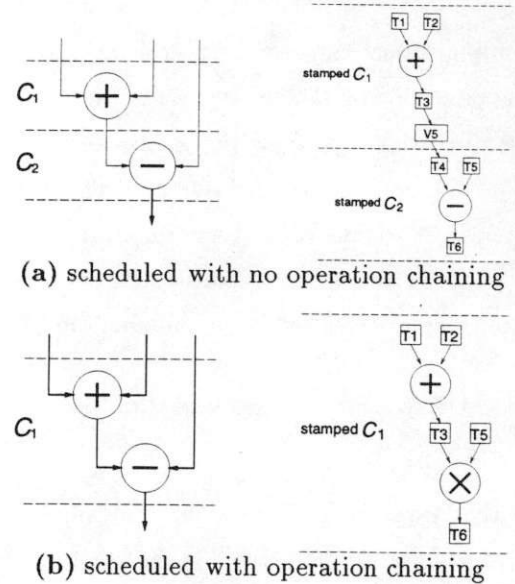 T1 T2
C₁ + stamped C₁ +
T3
V5
C₂ − T4 T5
stamped C₂ −
T6
(a) scheduled with no operation chaining
T1 T2
+ +
C₁ stamped C₁ T3 T5
− ×
T6
(b) scheduled with operation chaining